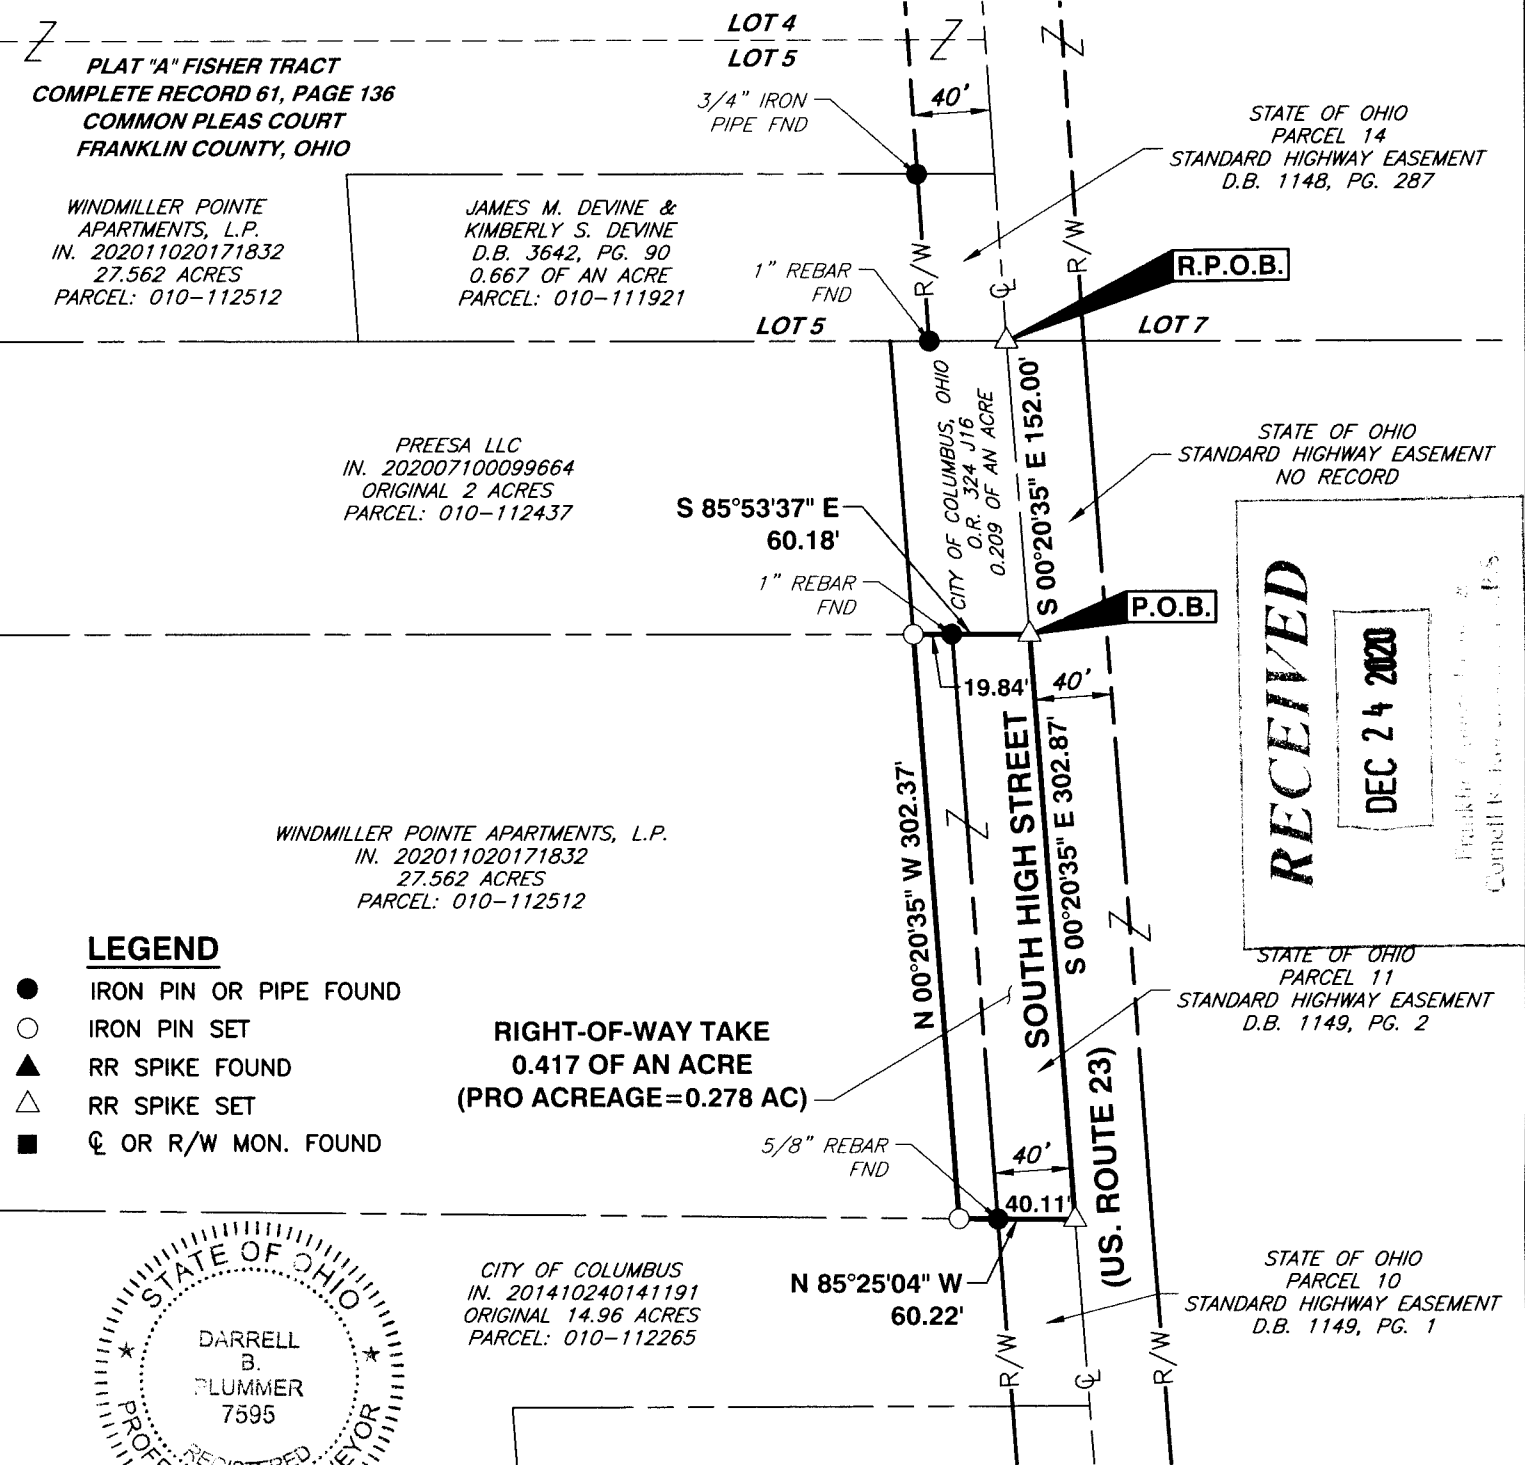 LOT 4
LOT 5
PLAT "A" FISHER TRACT
COMPLETE RECORD 61, PAGE 136
COMMON PLEAS COURT
FRANKLIN COUNTY, OHIO
3/4" IRON
PIPE FND
40'
STATE OF OHIO
PARCEL 14
STANDARD HIGHWAY EASEMENT
D.B. 1148, PG. 287
WINDMILLER POINTE
APARTMENTS, L.P.
IN. 202011020171832
27.562 ACRES
PARCEL: 010-112512
JAMES M. DEVINE &
KIMBERLY S. DEVINE
D.B. 3642, PG. 90
0.667 OF AN ACRE
PARCEL: 010-111921
1" REBAR
FND
R/W
℄
R/W
R.P.O.B.
LOT 5
LOT 7
PREESA LLC
IN. 202007100099664
ORIGINAL 2 ACRES
PARCEL: 010-112437
CITY OF COLUMBUS, OHIO
O.R. 324 J16
0.209 OF AN ACRE
S 00°20'35" E 152.00'
STATE OF OHIO
STANDARD HIGHWAY EASEMENT
NO RECORD
S 85°53'37" E
60.18'
1" REBAR
FND
P.O.B.
RECEIVED
DEC 24 2020
19.84'
40'
WINDMILLER POINTE APARTMENTS, L.P.
IN. 202011020171832
27.562 ACRES
PARCEL: 010-112512
N 00°20'35" W 302.37'
SOUTH HIGH STREET
(US. ROUTE 23)
S 00°20'35" E 302.87'
STATE OF OHIO
PARCEL 11
STANDARD HIGHWAY EASEMENT
D.B. 1149, PG. 2
LEGEND
IRON PIN OR PIPE FOUND
IRON PIN SET
RR SPIKE FOUND
RR SPIKE SET
℄ OR R/W MON. FOUND
RIGHT-OF-WAY TAKE
0.417 OF AN ACRE
(PRO ACREAGE=0.278 AC)
5/8" REBAR
FND
40'
40.11'
N 85°25'04" W
60.22'
CITY OF COLUMBUS
IN. 201410240141191
ORIGINAL 14.96 ACRES
PARCEL: 010-112265
STATE OF OHIO
PARCEL 10
STANDARD HIGHWAY EASEMENT
D.B. 1149, PG. 1
R/W
℄
R/W
STATE OF OHIO
DARRELL
B.
PLUMMER
7595
REGISTERED